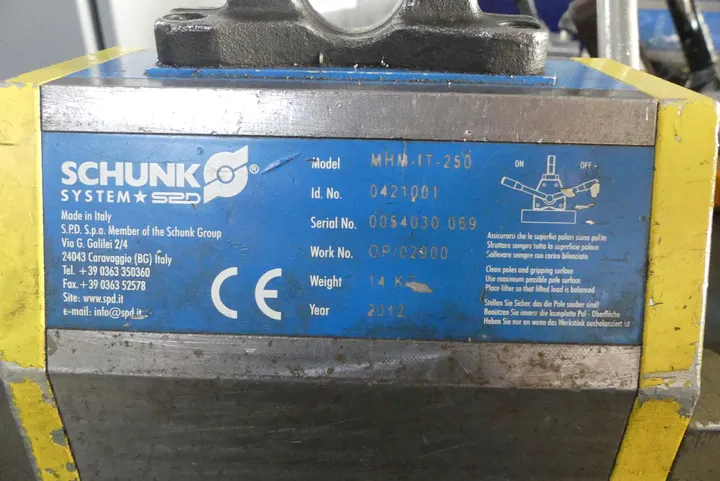 SCHUNK ®
SYSTEM★SPD
Made in Italy
S.P.D. S.p.a. Member of the Schunk Group
Via G. Galilei 2/4
24043 Caravaggio (BG) Italy
Tel. +39 0363 350360
Fax +39 0363 52578
Site: www.spd.it
e-mail: info@spd.it
CE
Model MHM-IT-250
Id. No. 0421001
Serial No. 0054030 069
Work No. OP/02900
Weight 14 KG
Year 2012
ON OFF
Assicurarsi che le superfici polari siano pulite
Sfruttare sempre tutta la superficie polare
Sollevare sempre con carico bilanciato
Clean poles and gripping surface
Use maximum possible pole surface
Place lifter so that lifted load is balanced
Stellen Sie Sicher, dass die Pole sauber sind!
Benützen Sie immer die komplette Pol - Oberfläche
Heben Sie nur an wann das Werkstück aushalanziert ist